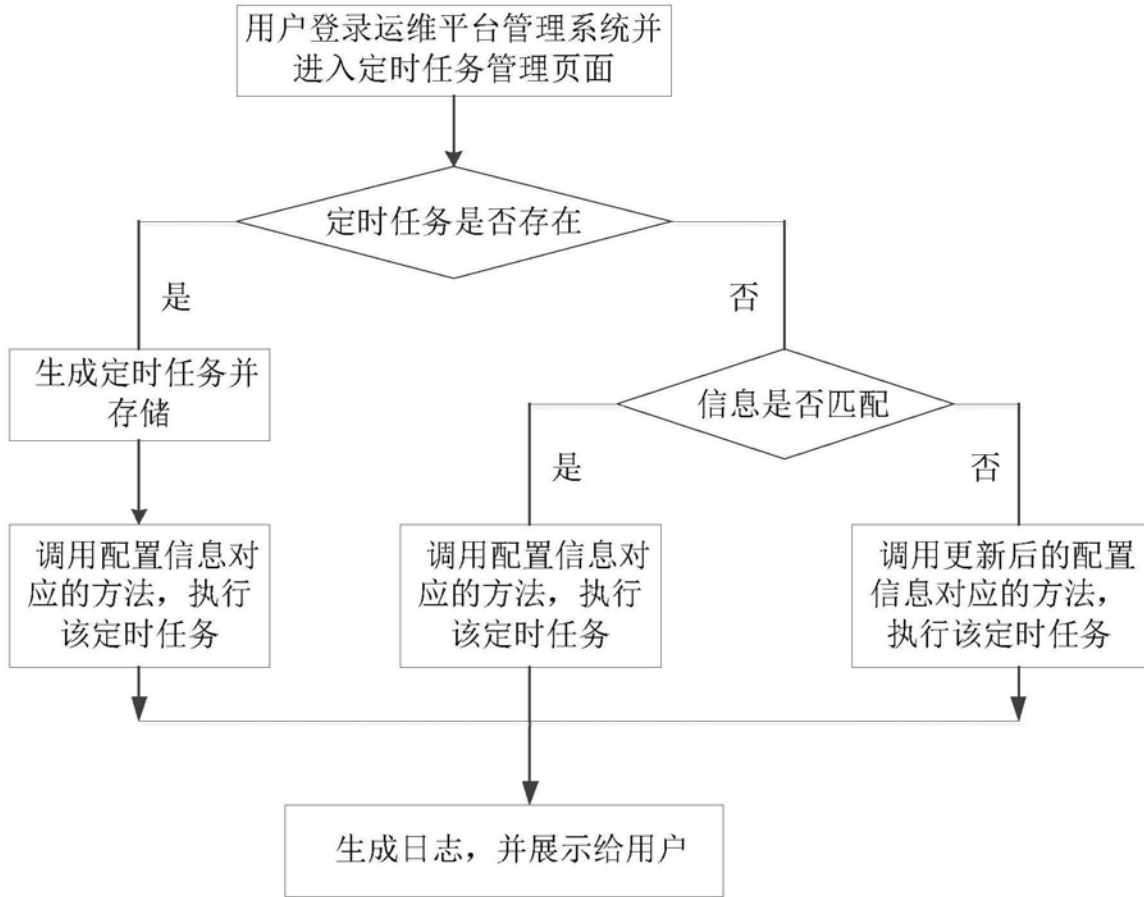 用户登录运维平台管理系统并
进入定时任务管理页面
定时任务是否存在
是
否
生成定时任务并
存储
信息是否匹配
是
否
调用配置信息对
应的方法，执行
该定时任务
调用配置信息对
应的方法，执行
该定时任务
调用更新后的配置
信息对应的方法，
执行该定时任务
生成日志，并展示给用户